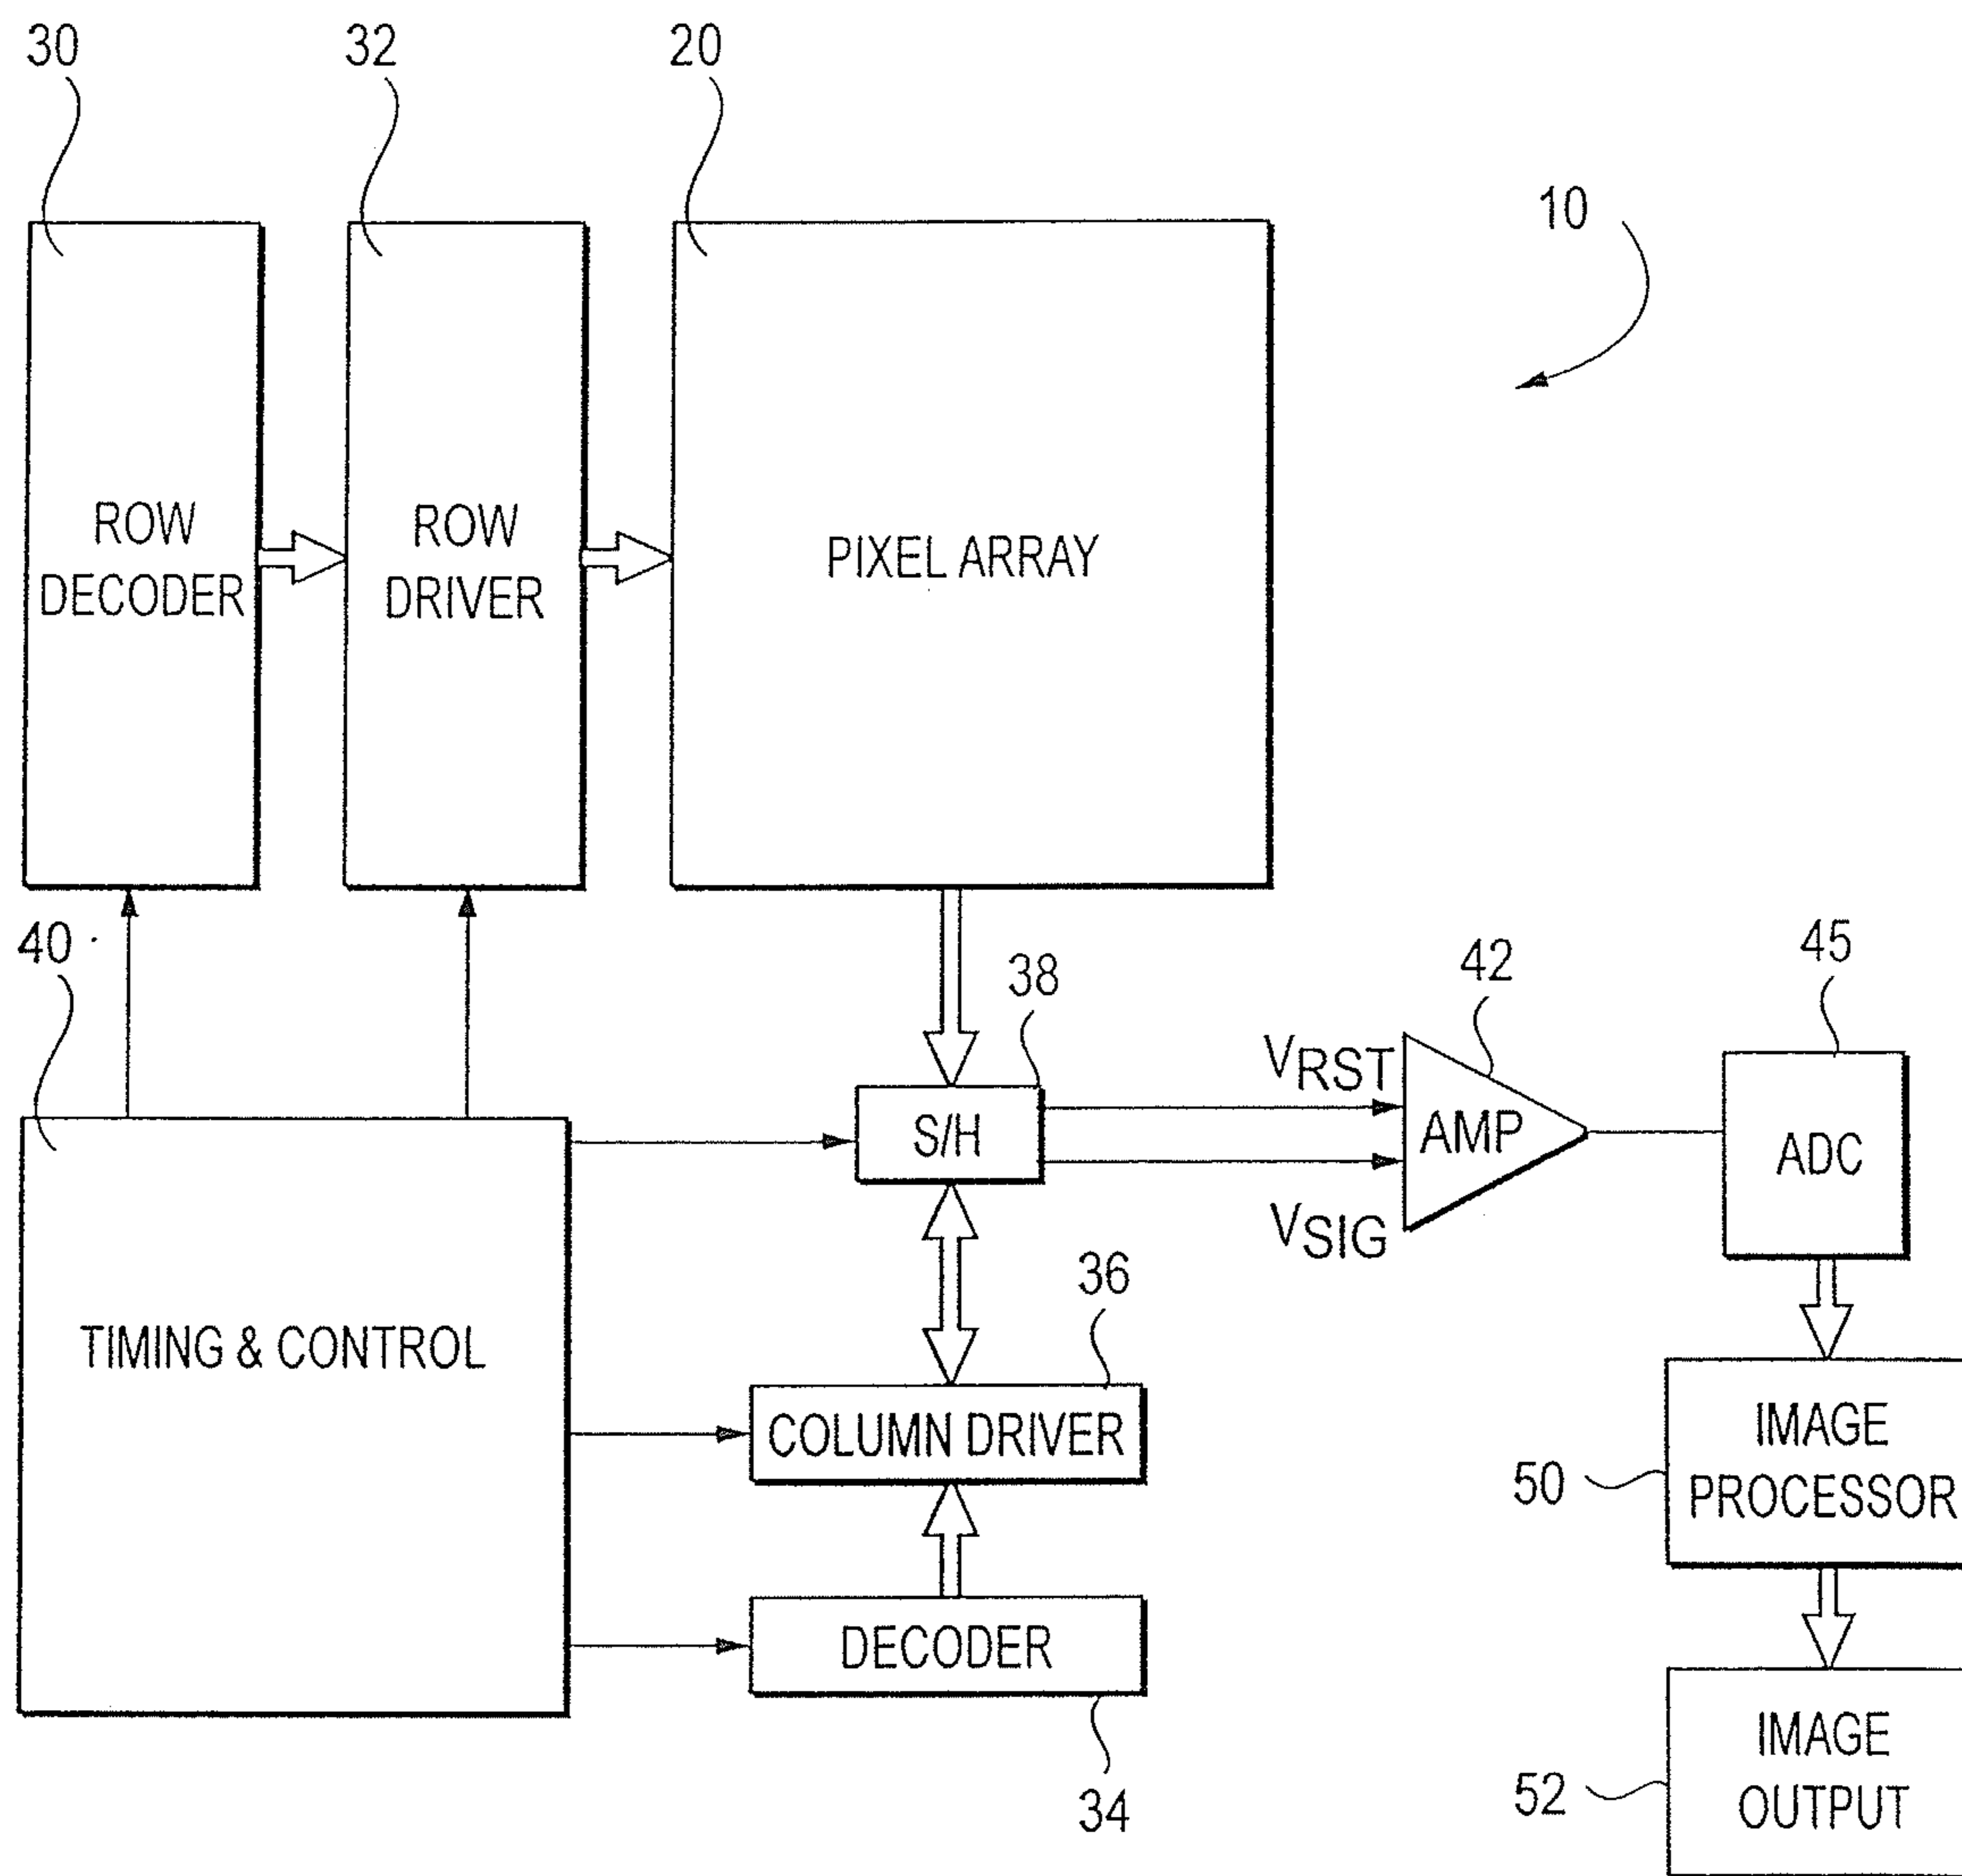 30
32
20
10
ROW
DECODER
ROW
DRIVER
PIXEL ARRAY
40
38
42
45
VRST
S/H
AMP
ADC
VSIG
TIMING & CONTROL
36
COLUMN DRIVER
IMAGE
PROCESSOR
50
DECODER
34
IMAGE
OUTPUT
52